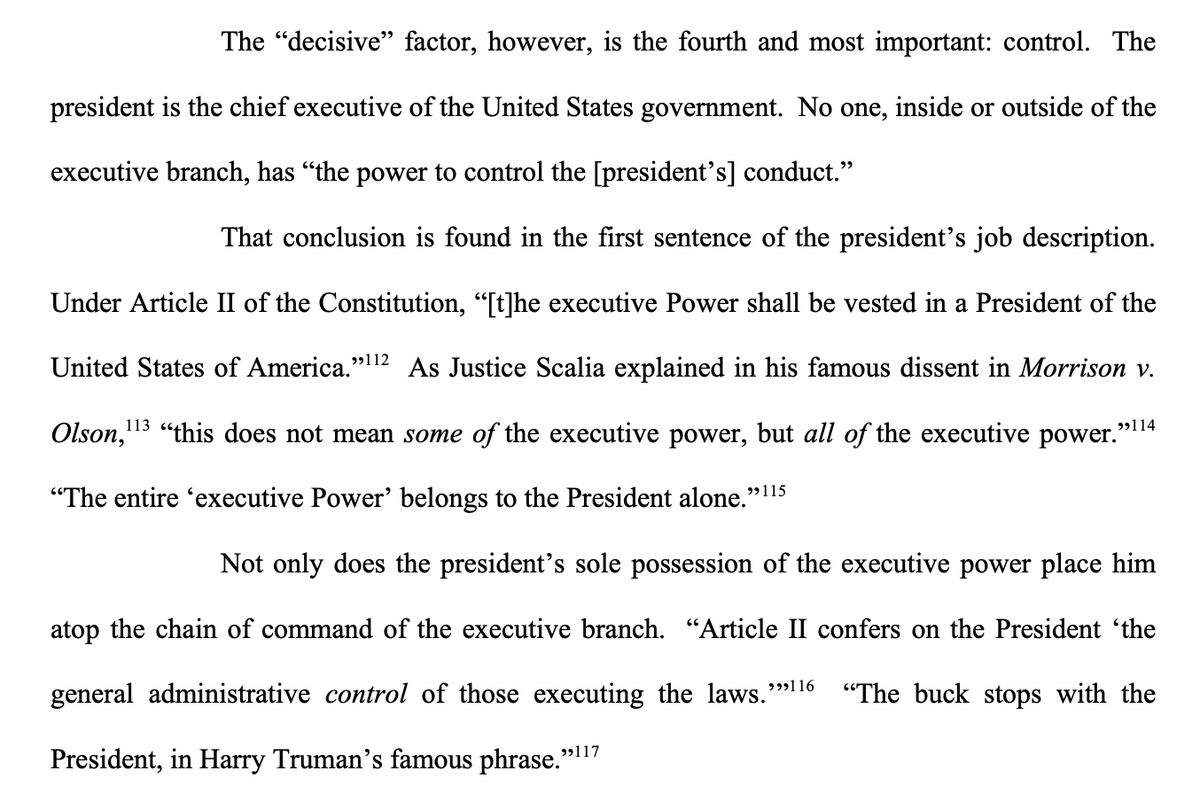 The “decisive” factor, however, is the fourth and most important: control. The
president is the chief executive of the United States government. No one, inside or outside of the
executive branch, has “the power to control the [president’s] conduct.”
That conclusion is found in the first sentence of the president’s job description.
Under Article II of the Constitution, “[t]he executive Power shall be vested in a President of the
United States of America.”112 As Justice Scalia explained in his famous dissent in Morrison v.
Olson,113 “this does not mean some of the executive power, but all of the executive power.”114
“The entire ‘executive Power’ belongs to the President alone.”115
Not only does the president’s sole possession of the executive power place him
atop the chain of command of the executive branch. “Article II confers on the President ‘the
general administrative control of those executing the laws.’”116 “The buck stops with the
President, in Harry Truman’s famous phrase.”117